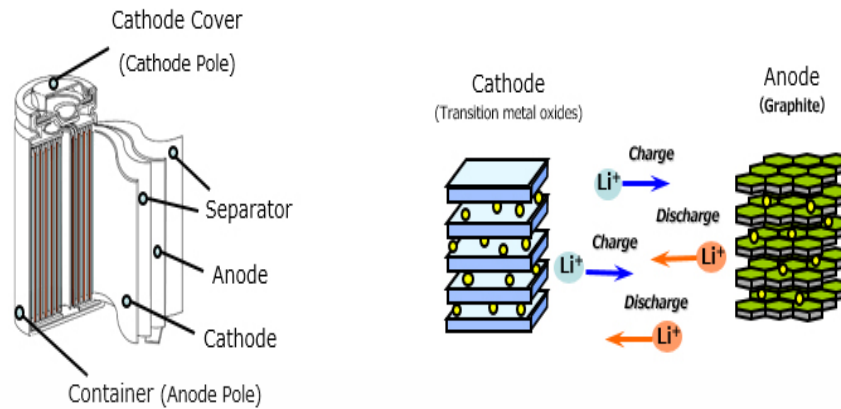 Cathode Cover
(Cathode Pole)
Separator
Anode
Cathode
Container (Anode Pole)
Cathode
(Transition metal oxides)
Anode
(Graphite)
Charge
Li+
Discharge
Li+
Charge
Li+
Discharge
Li+